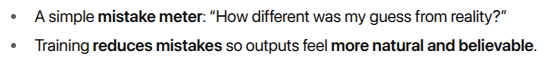 • A simple mistake meter: “How different was my guess from reality?”
• Training reduces mistakes so outputs feel more natural and believable.